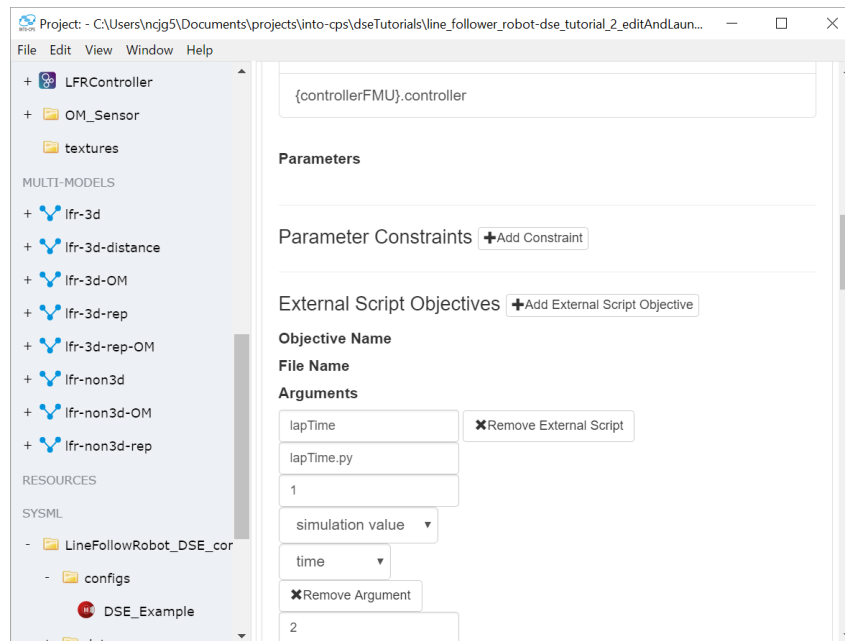 Project: - C:\Users\ncjg5\Documents\projects\into-cps\dseTutorials\line_follower_robot-dse_tutorial_2_editAndLaun...
File Edit View Window Help
+ LFRController
+ OM_Sensor
textures
MULTI-MODELS
+ lfr-3d
+ lfr-3d-distance
+ lfr-3d-OM
+ lfr-3d-rep
+ lfr-3d-rep-OM
+ lfr-non3d
+ lfr-non3d-OM
+ lfr-non3d-rep
RESOURCES
SYSML
- LineFollowRobot_DSE_cor
- configs
DSE_Example
{controllerFMU}.controller
Parameters
Parameter Constraints +Add Constraint
External Script Objectives +Add External Script Objective
Objective Name
File Name
Arguments
lapTime ✖Remove External Script
lapTime.py
1
simulation value
time
✖Remove Argument
2